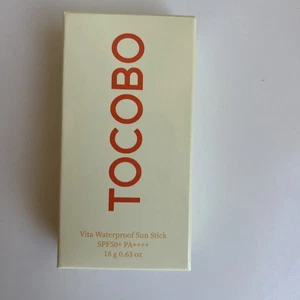 TOCOBO
Vita Waterproof Sun Stick
SPF50+ PA++++
18 g 0.63 oz